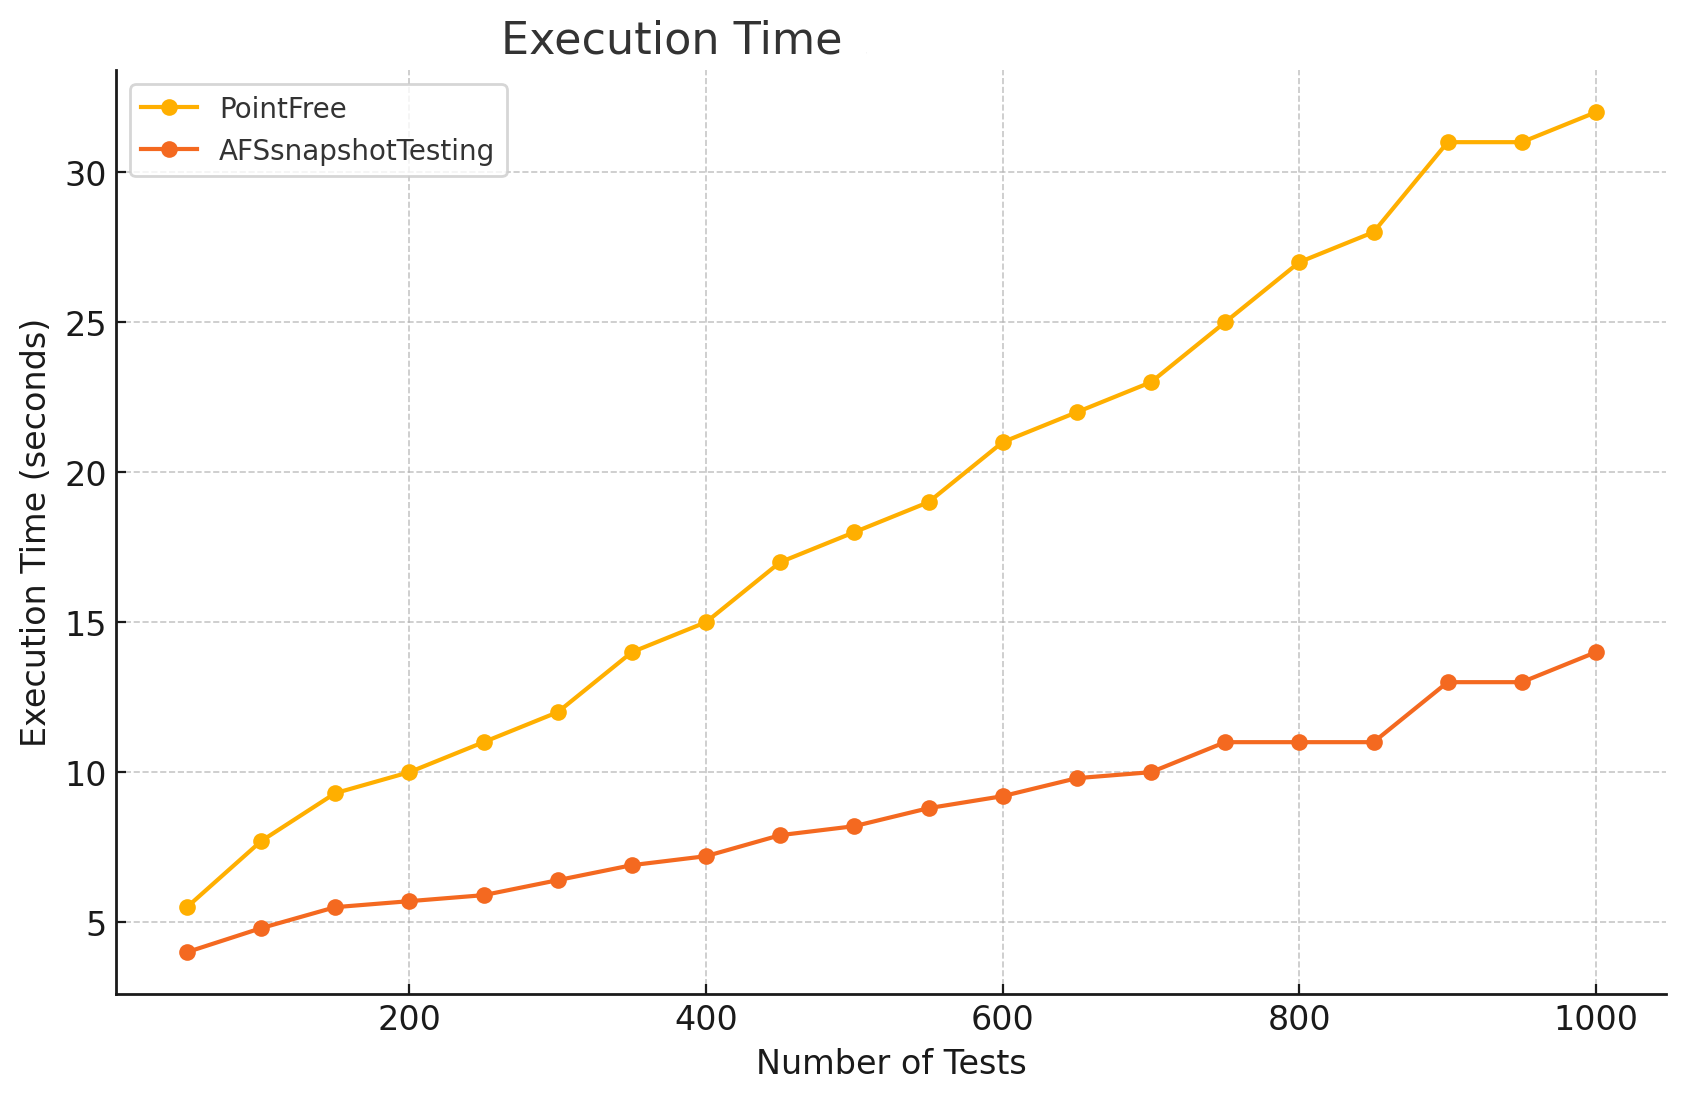 Execution Time
PointFree
AFSsnapshotTesting
30
25
20
15
10
5
Execution Time (seconds)
200 400 600 800 1000
Number of Tests